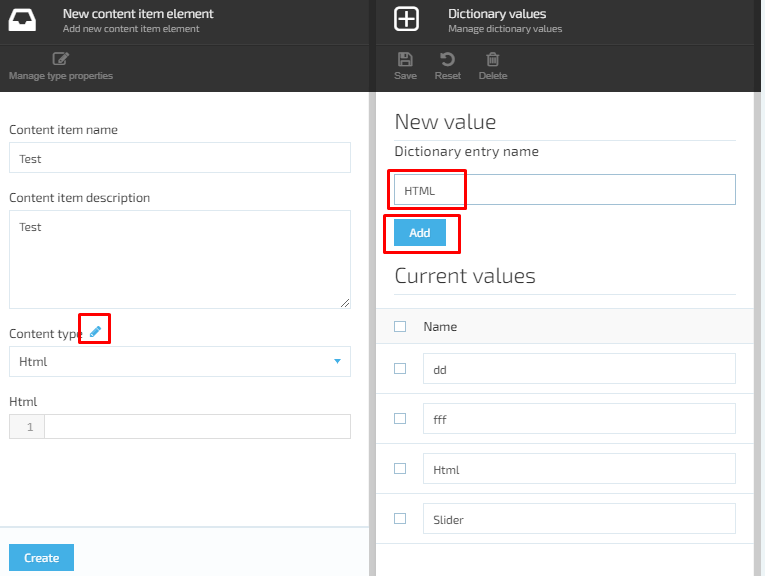 New content item element
Add new content item element
Manage type properties
Content item name
Test
Content item description
Test
Content type
Html
Html
1
Create
Dictionary values
Manage dictionary values
Save
Reset
Delete
New value
Dictionary entry name
HTML
Add
Current values
Name
dd
fff
Html
Slider